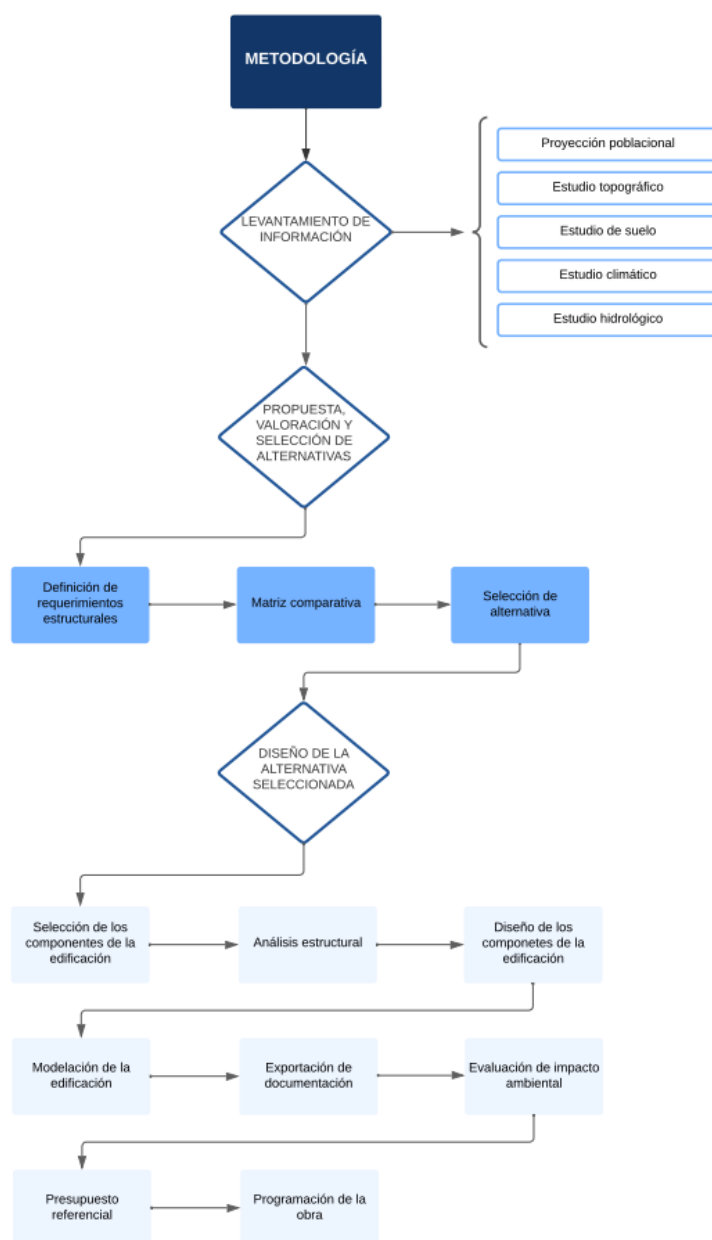 METODOLOGÍA
LEVANTAMIENTO DE
INFORMACIÓN
Proyección poblacional
Estudio topográfico
Estudio de suelo
Estudio climático
Estudio hidrológico
PROPUESTA,
VALORACIÓN Y
SELECCIÓN DE
ALTERNATIVAS
Definición de
requerimientos
estructurales
Matriz comparativa
Selección de
alternativa
DISEÑO DE LA
ALTERNATIVA
SELECCIONADA
Selección de los
componentes de la
edificación
Análisis estructural
Diseño de los
componetes de la
edificación
Modelación de la
edificación
Exportación de
documentación
Evaluación de impacto
ambiental
Presupuesto
referencial
Programación de la
obra